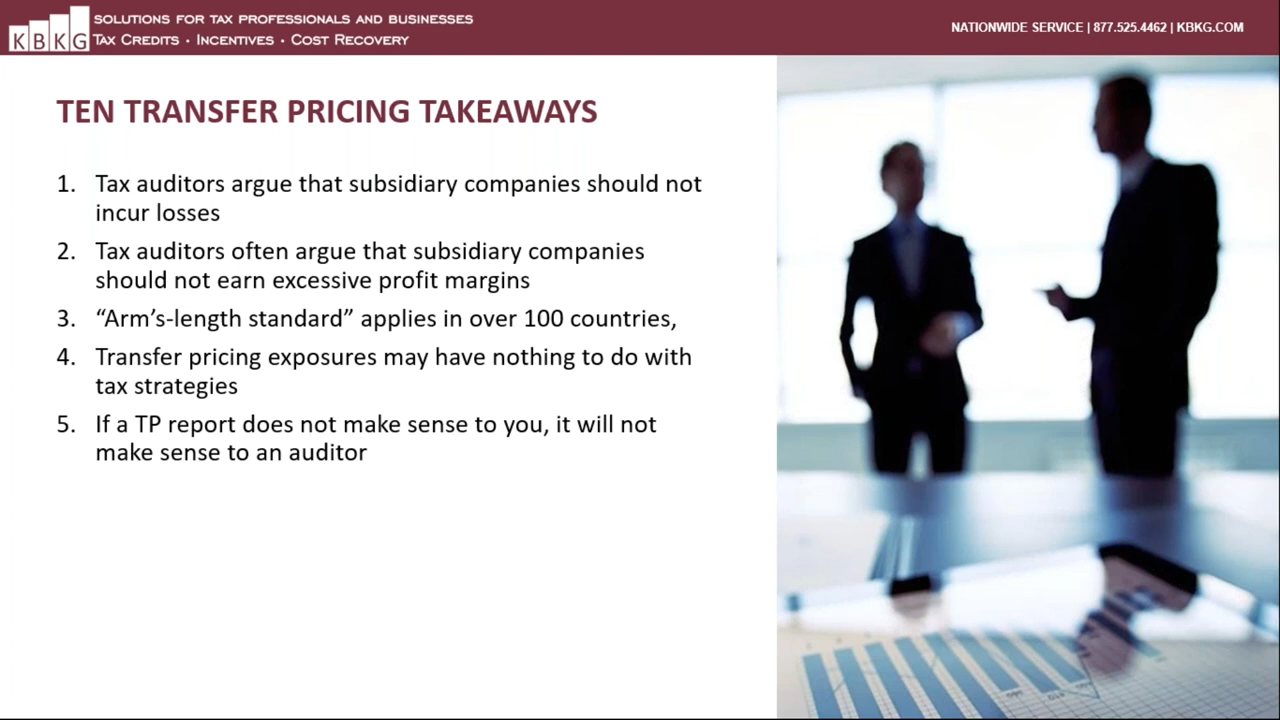 KBKG
SOLUTIONS FOR TAX PROFESSIONALS AND BUSINESSES
TAX CREDITS · INCENTIVES · COST RECOVERY
NATIONWIDE SERVICE | 877.525.4462 | KBKG.COM
TEN TRANSFER PRICING TAKEAWAYS
1. Tax auditors argue that subsidiary companies should not
incur losses
2. Tax auditors often argue that subsidiary companies
should not earn excessive profit margins
3. “Arm’s-length standard” applies in over 100 countries,
4. Transfer pricing exposures may have nothing to do with
tax strategies
5. If a TP report does not make sense to you, it will not
make sense to an auditor